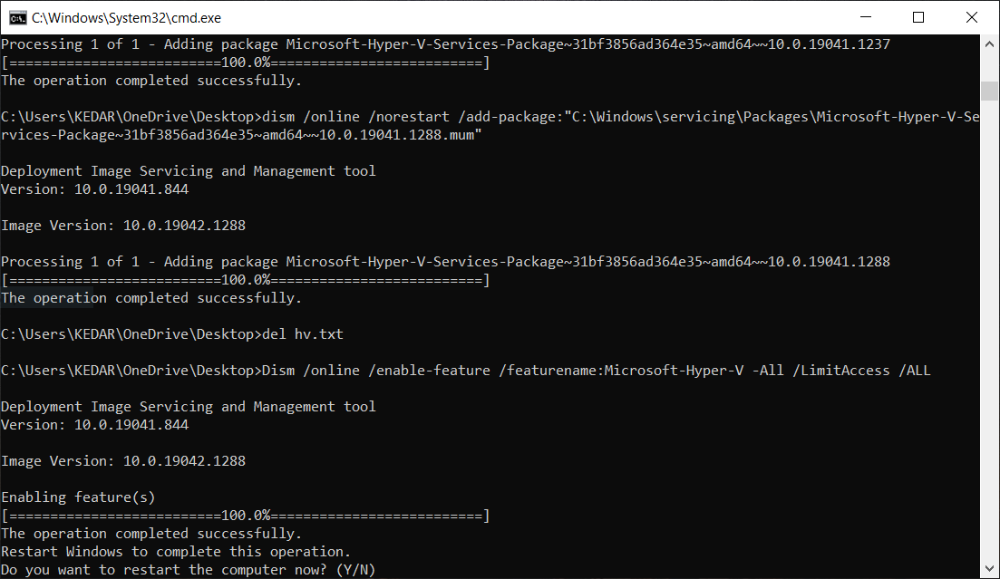 C:\Windows\System32\cmd.exe
Processing 1 of 1 - Adding package Microsoft-Hyper-V-Services-Package~31bf3856ad364e35~amd64~~10.0.19041.1237
[==========================100.0%==========================]
The operation completed successfully.
C:\Users\KEDAR\OneDrive\Desktop>dism /online /norestart /add-package:"C:\Windows\servicing\Packages\Microsoft-Hyper-V-Se
rvices-Package~31bf3856ad364e35~amd64~~10.0.19041.1288.mum"
Deployment Image Servicing and Management tool
Version: 10.0.19041.844
Image Version: 10.0.19042.1288
Processing 1 of 1 - Adding package Microsoft-Hyper-V-Services-Package~31bf3856ad364e35~amd64~~10.0.19041.1288
[==========================100.0%==========================]
The operation completed successfully.
C:\Users\KEDAR\OneDrive\Desktop>del hv.txt
C:\Users\KEDAR\OneDrive\Desktop>Dism /online /enable-feature /featurename:Microsoft-Hyper-V -All /LimitAccess /ALL
Deployment Image Servicing and Management tool
Version: 10.0.19041.844
Image Version: 10.0.19042.1288
Enabling feature(s)
[==========================100.0%==========================]
The operation completed successfully.
Restart Windows to complete this operation.
Do you want to restart the computer now? (Y/N)